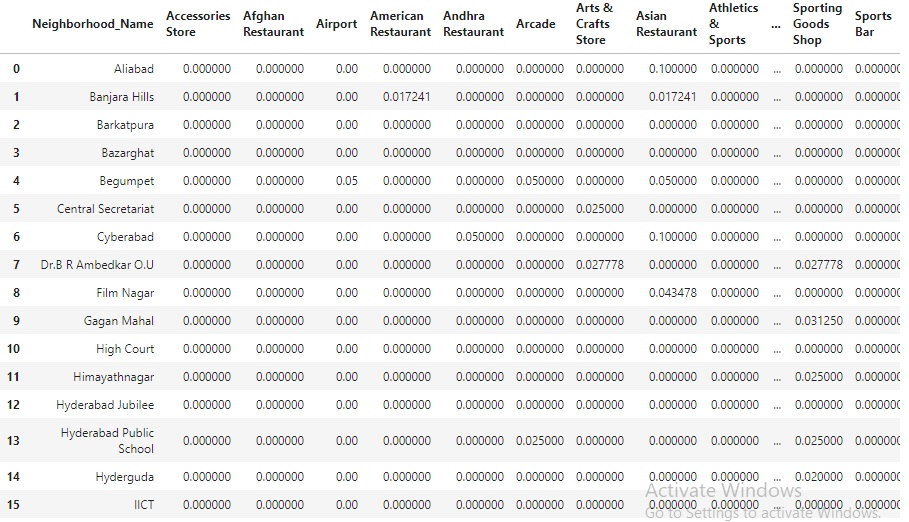 Neighborhood_Name Accessories Store Afghan Restaurant Airport American Restaurant Andhra Restaurant Arcade Arts & Crafts Store Asian Restaurant Athletics & Sports ... Sporting Goods Shop Sports Bar
0 Aliabad 0.000000 0.000000 0.00 0.000000 0.000000 0.000000 0.000000 0.100000 0.000000 ... 0.000000 0.00000
1 Banjara Hills 0.000000 0.000000 0.00 0.017241 0.000000 0.000000 0.000000 0.017241 0.000000 ... 0.000000 0.00000
2 Barkatpura 0.000000 0.000000 0.00 0.000000 0.000000 0.000000 0.000000 0.000000 0.000000 ... 0.000000 0.00000
3 Bazarghat 0.000000 0.000000 0.00 0.000000 0.000000 0.000000 0.000000 0.000000 0.000000 ... 0.000000 0.00000
4 Begumpet 0.000000 0.000000 0.05 0.000000 0.000000 0.050000 0.000000 0.050000 0.000000 ... 0.000000 0.00000
5 Central Secretariat 0.000000 0.000000 0.00 0.000000 0.000000 0.000000 0.025000 0.000000 0.000000 ... 0.000000 0.00000
6 Cyberabad 0.000000 0.000000 0.00 0.000000 0.050000 0.000000 0.000000 0.100000 0.000000 ... 0.000000 0.00000
7 Dr.B R Ambedkar O.U 0.000000 0.000000 0.00 0.000000 0.000000 0.000000 0.027778 0.000000 0.000000 ... 0.027778 0.00000
8 Film Nagar 0.000000 0.000000 0.00 0.000000 0.000000 0.000000 0.000000 0.043478 0.000000 ... 0.000000 0.00000
9 Gagan Mahal 0.000000 0.000000 0.00 0.000000 0.000000 0.000000 0.000000 0.000000 0.000000 ... 0.031250 0.00000
10 High Court 0.000000 0.000000 0.00 0.000000 0.000000 0.000000 0.000000 0.000000 0.000000 ... 0.000000 0.00000
11 Himayathnagar 0.000000 0.000000 0.00 0.000000 0.000000 0.000000 0.000000 0.000000 0.000000 ... 0.025000 0.00000
12 Hyderabad Jubilee 0.000000 0.000000 0.00 0.000000 0.000000 0.000000 0.000000 0.000000 0.000000 ... 0.000000 0.00000
13 Hyderabad Public School 0.000000 0.000000 0.00 0.000000 0.000000 0.025000 0.000000 0.000000 0.000000 ... 0.025000 0.00000
14 Hyderguda 0.000000 0.000000 0.00 0.000000 0.000000 0.000000 0.000000 0.000000 0.000000 ... 0.020000 0.00000
15 IICT 0.000000 0.000000 0.00 0.000000 0.000000 0.000000 0.000000 0.000000 0.000000 ... 0.000000 0.00000
Activate Windows
Go to Settings to activate Windows.